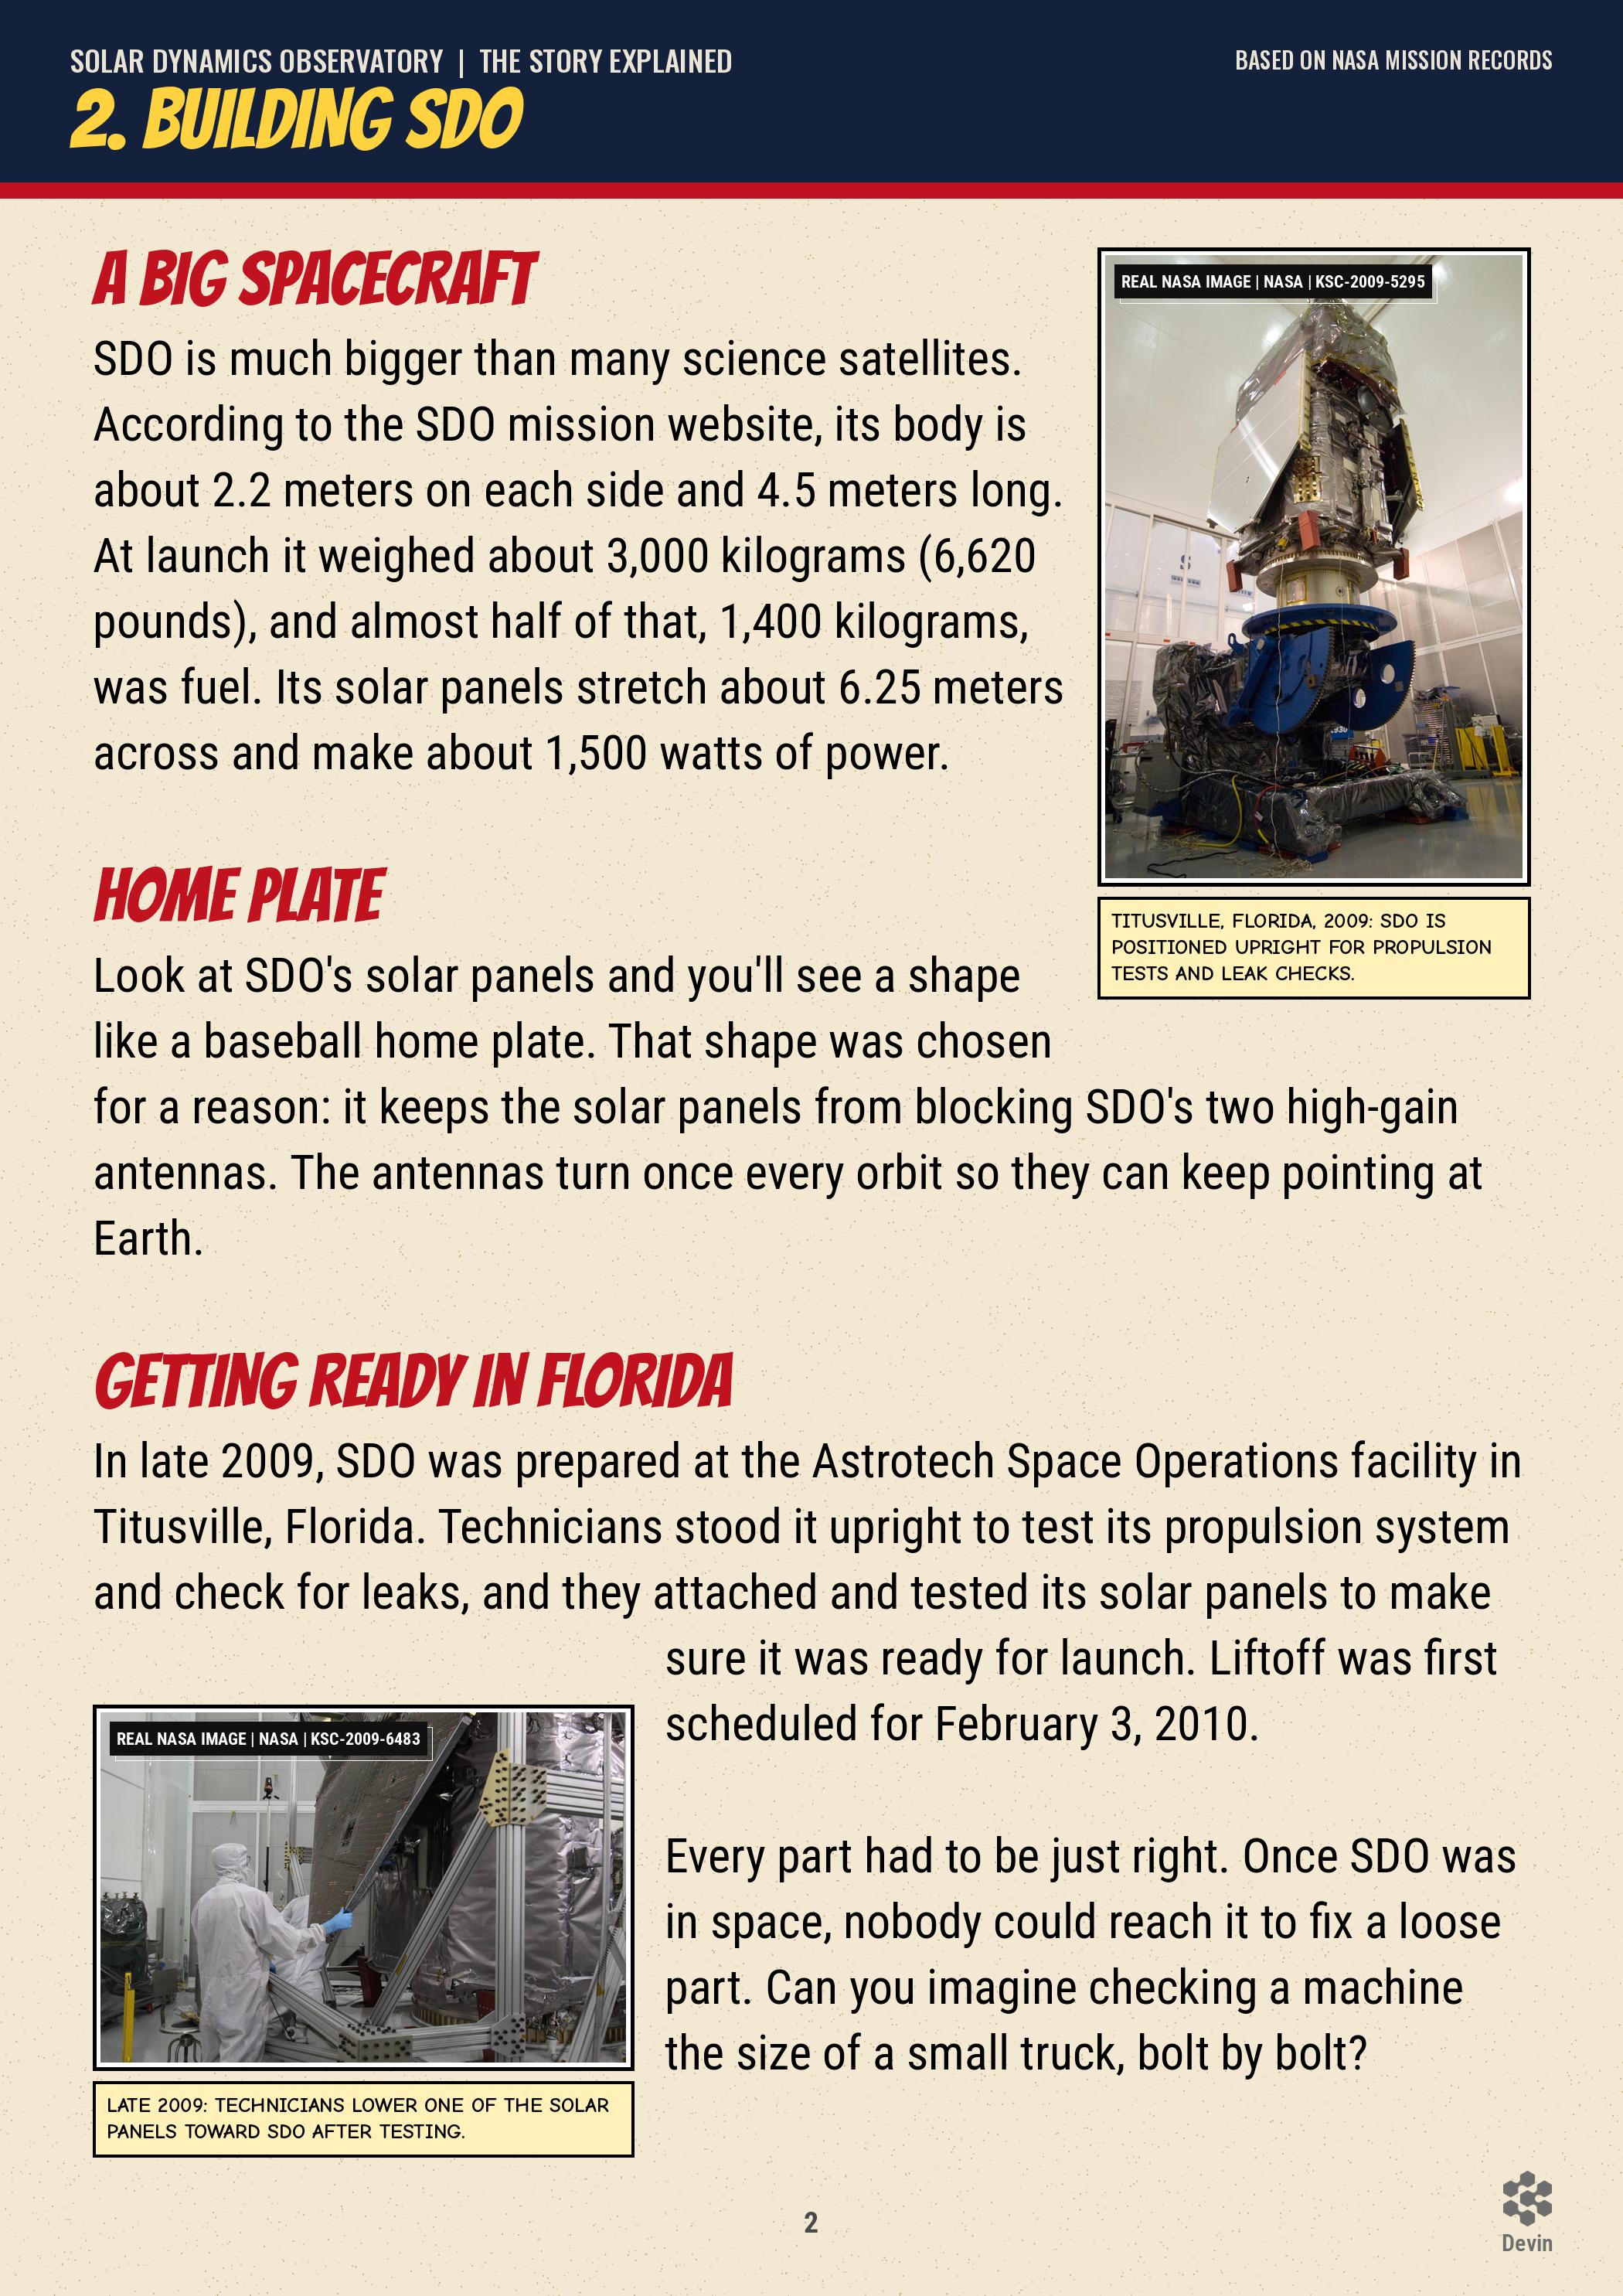 SOLAR DYNAMICS OBSERVATORY | THE STORY EXPLAINED
BASED ON NASA MISSION RECORDS
2. BUILDING SDO
A BIG SPACECRAFT
SDO is much bigger than many science satellites.
According to the SDO mission website, its body is
about 2.2 meters on each side and 4.5 meters long.
At launch it weighed about 3,000 kilograms (6,620
pounds), and almost half of that, 1,400 kilograms,
was fuel. Its solar panels stretch about 6.25 meters
across and make about 1,500 watts of power.
REAL NASA IMAGE | NASA | KSC-2009-5295
TITUSVILLE, FLORIDA, 2009: SDO IS
POSITIONED UPRIGHT FOR PROPULSION
TESTS AND LEAK CHECKS.
HOME PLATE
Look at SDO's solar panels and you'll see a shape
like a baseball home plate. That shape was chosen
for a reason: it keeps the solar panels from blocking SDO's two high-gain
antennas. The antennas turn once every orbit so they can keep pointing at
Earth.
GETTING READY IN FLORIDA
In late 2009, SDO was prepared at the Astrotech Space Operations facility in
Titusville, Florida. Technicians stood it upright to test its propulsion system
and check for leaks, and they attached and tested its solar panels to make
sure it was ready for launch. Liftoff was first
scheduled for February 3, 2010.
Every part had to be just right. Once SDO was
in space, nobody could reach it to fix a loose
part. Can you imagine checking a machine
the size of a small truck, bolt by bolt?
REAL NASA IMAGE | NASA | KSC-2009-6483
LATE 2009: TECHNICIANS LOWER ONE OF THE SOLAR
PANELS TOWARD SDO AFTER TESTING.
2
Devin